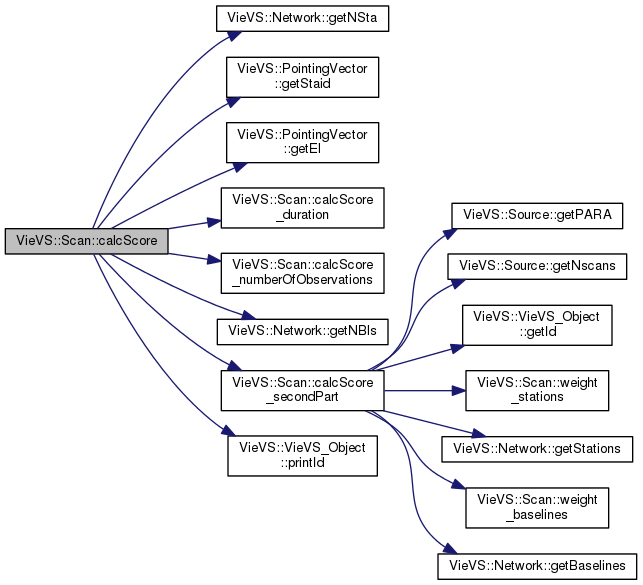 VieVS::Scan::calcScore
VieVS::Network::getNSta
VieVS::PointingVector
::getStaid
VieVS::PointingVector
::getEl
VieVS::Scan::calcScore
_duration
VieVS::Scan::calcScore
_numberOfObservations
VieVS::Network::getNBls
VieVS::Scan::calcScore
_secondPart
VieVS::VieVS_Object
::printId
VieVS::Source::getPARA
VieVS::Source::getNscans
VieVS::VieVS_Object
::getId
VieVS::Scan::weight
_stations
VieVS::Network::getStations
VieVS::Scan::weight
_baselines
VieVS::Network::getBaselines